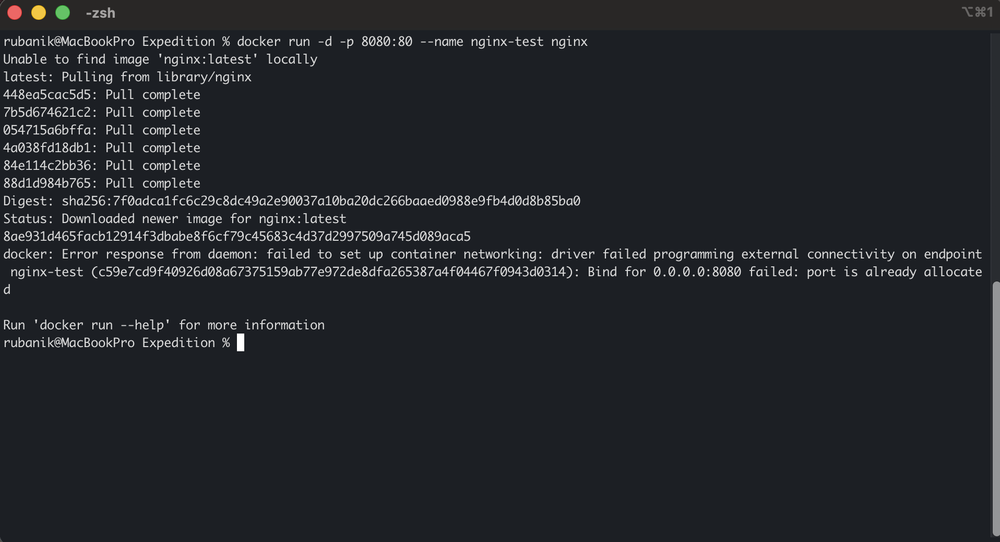 -zsh
⌥⌘1
rubanik@MacBookPro Expedition % docker run -d -p 8080:80 --name nginx-test nginx
Unable to find image 'nginx:latest' locally
latest: Pulling from library/nginx
448ea5cac5d5: Pull complete
7b5d674621c2: Pull complete
054715a6bffa: Pull complete
4a038fd18db1: Pull complete
84e114c2bb36: Pull complete
88d1d984b765: Pull complete
Digest: sha256:7f0adca1fc6c29c8dc49a2e90037a10ba20dc266baaed0988e9fb4d0d8b85ba0
Status: Downloaded newer image for nginx:latest
8ae931d465facb12914f3dbabe8f6cf79c45683c4d37d2997509a745d089aca5
docker: Error response from daemon: failed to set up container networking: driver failed programming external connectivity on endpoint
 nginx-test (c59e7cd9f40926d08a67375159ab77e972de8dfa265387a4f04467f0943d0314): Bind for 0.0.0.0:8080 failed: port is already allocate
d
Run 'docker run --help' for more information
rubanik@MacBookPro Expedition %